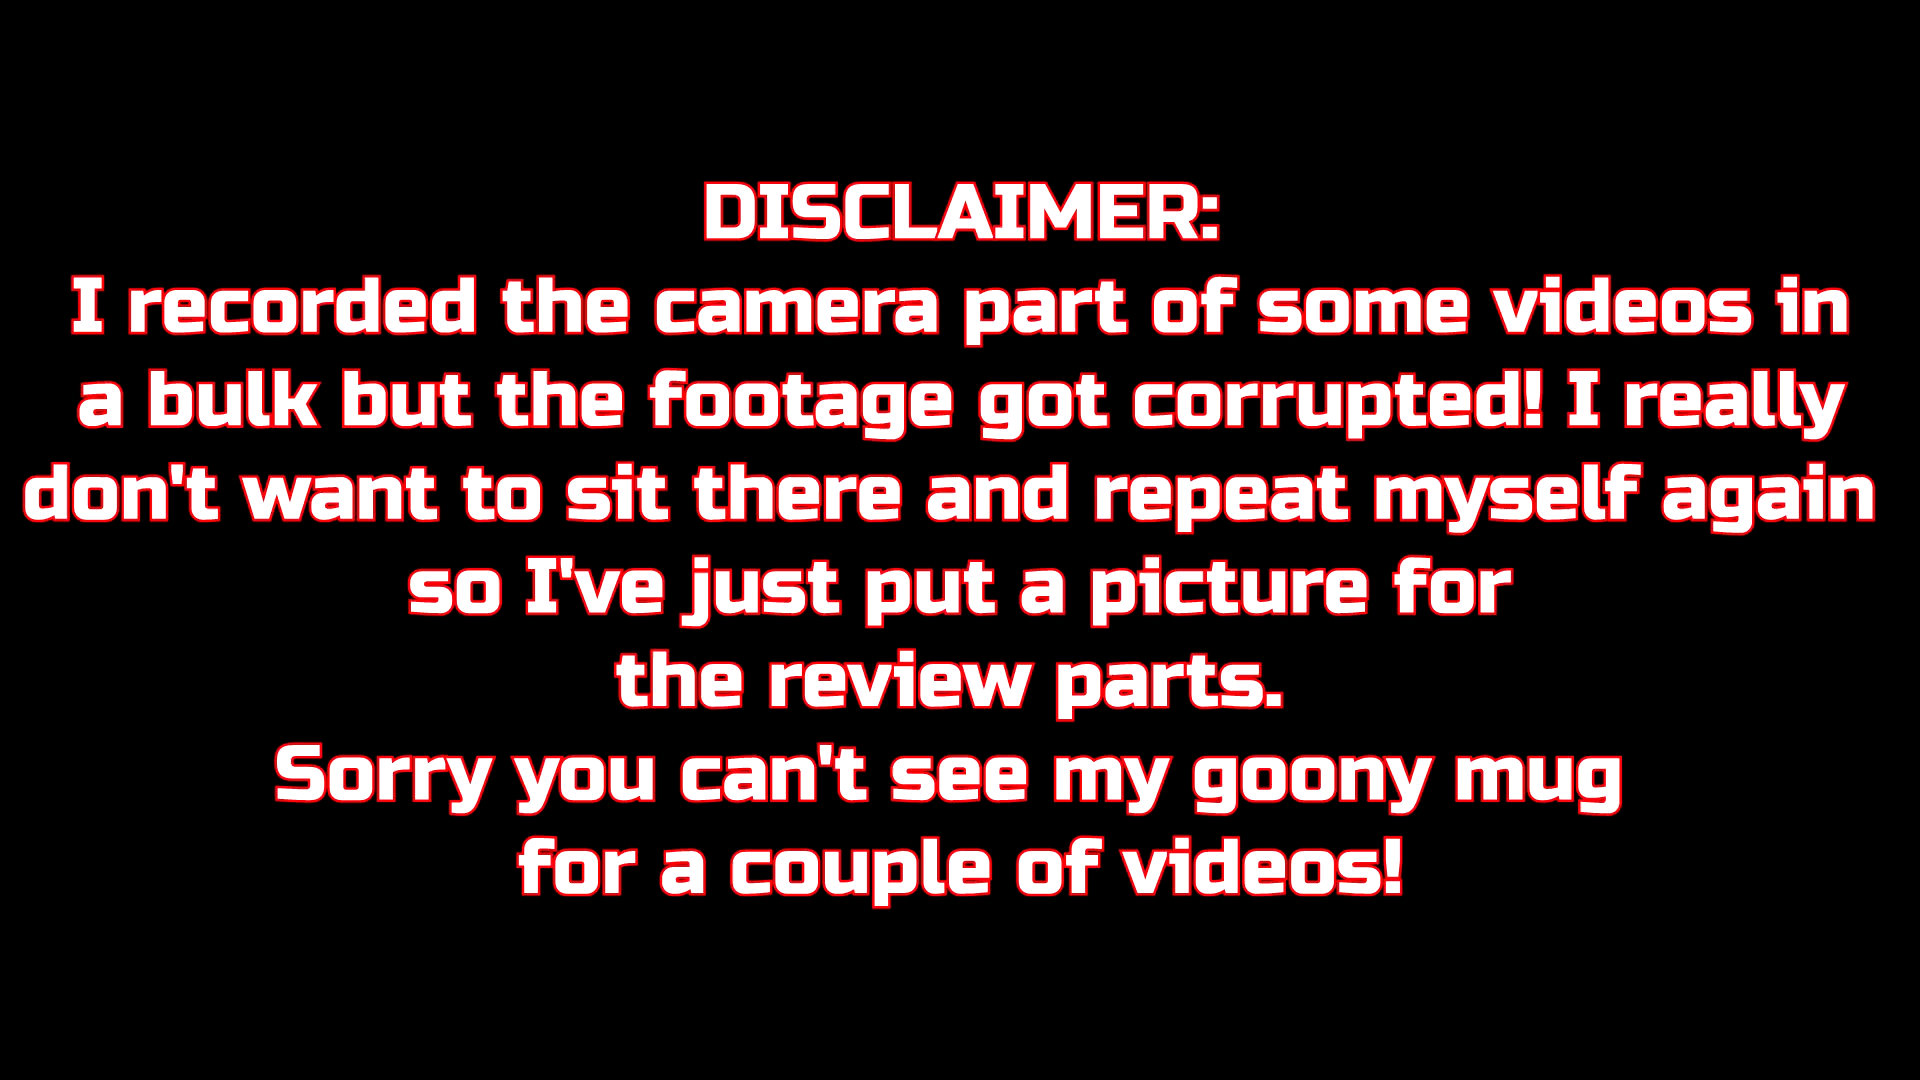 DISCLAIMER:
I recorded the camera part of some videos in
a bulk but the footage got corrupted! I really
don't want to sit there and repeat myself again
so I've just put a picture for
the review parts.
Sorry you can't see my goony mug
for a couple of videos!